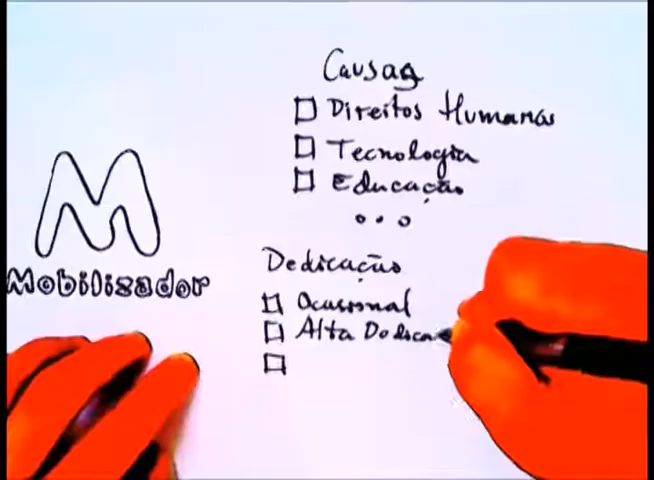 Causas
Direitos Humanos
Tecnologia
Educação
Mobilizador
Dedicação
Ocasional
Alta Dedica